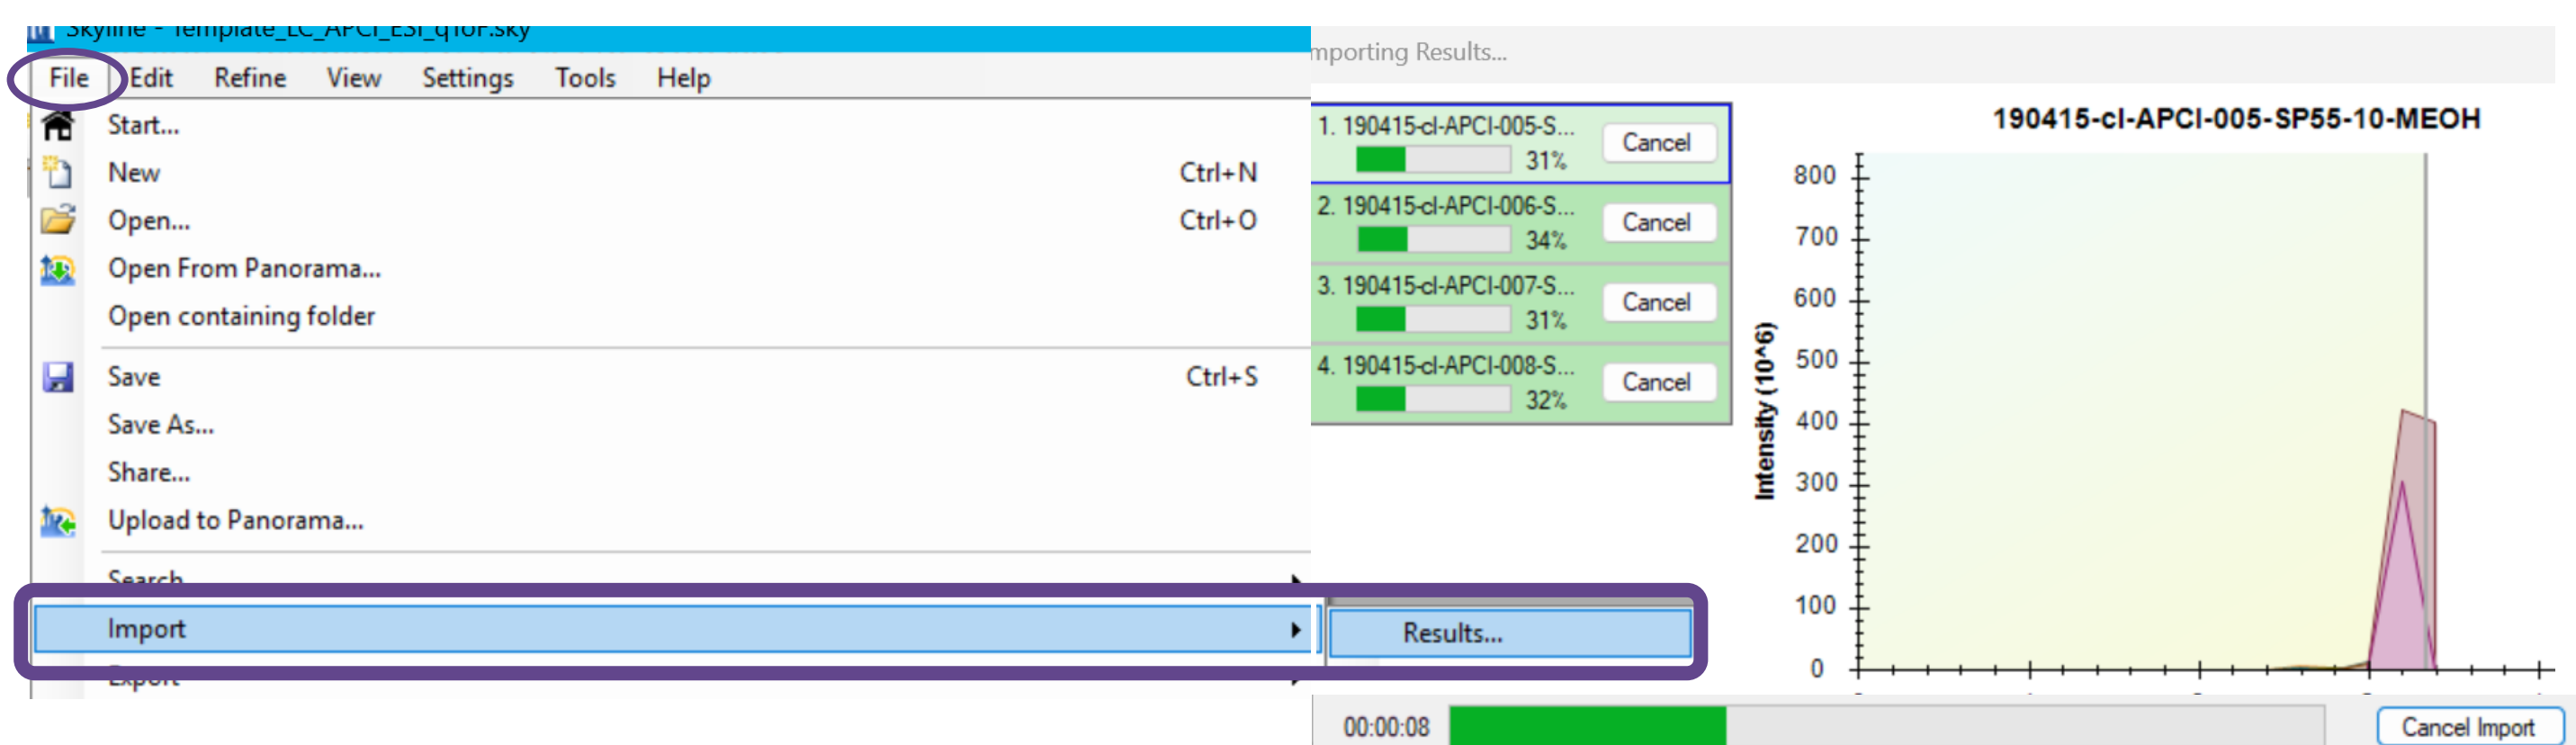 Skyline - Template_LC_APCI_ESI_qToF.sky
File Edit Refine View Settings Tools Help
Start...
New Ctrl+N
Open... Ctrl+O
Open From Panorama...
Open containing folder
Save Ctrl+S
Save As...
Share...
Upload to Panorama...
Search
Import
Results...
Export
mporting Results...
1. 190415-cl-APCI-005-S... Cancel
31%
2. 190415-cl-APCI-006-S... Cancel
34%
3. 190415-cl-APCI-007-S... Cancel
31%
4. 190415-cl-APCI-008-S... Cancel
32%
190415-cl-APCI-005-SP55-10-MEOH
Intensity (10^6)
800
700
600
500
400
300
200
100
0
00:00:08 Cancel Import